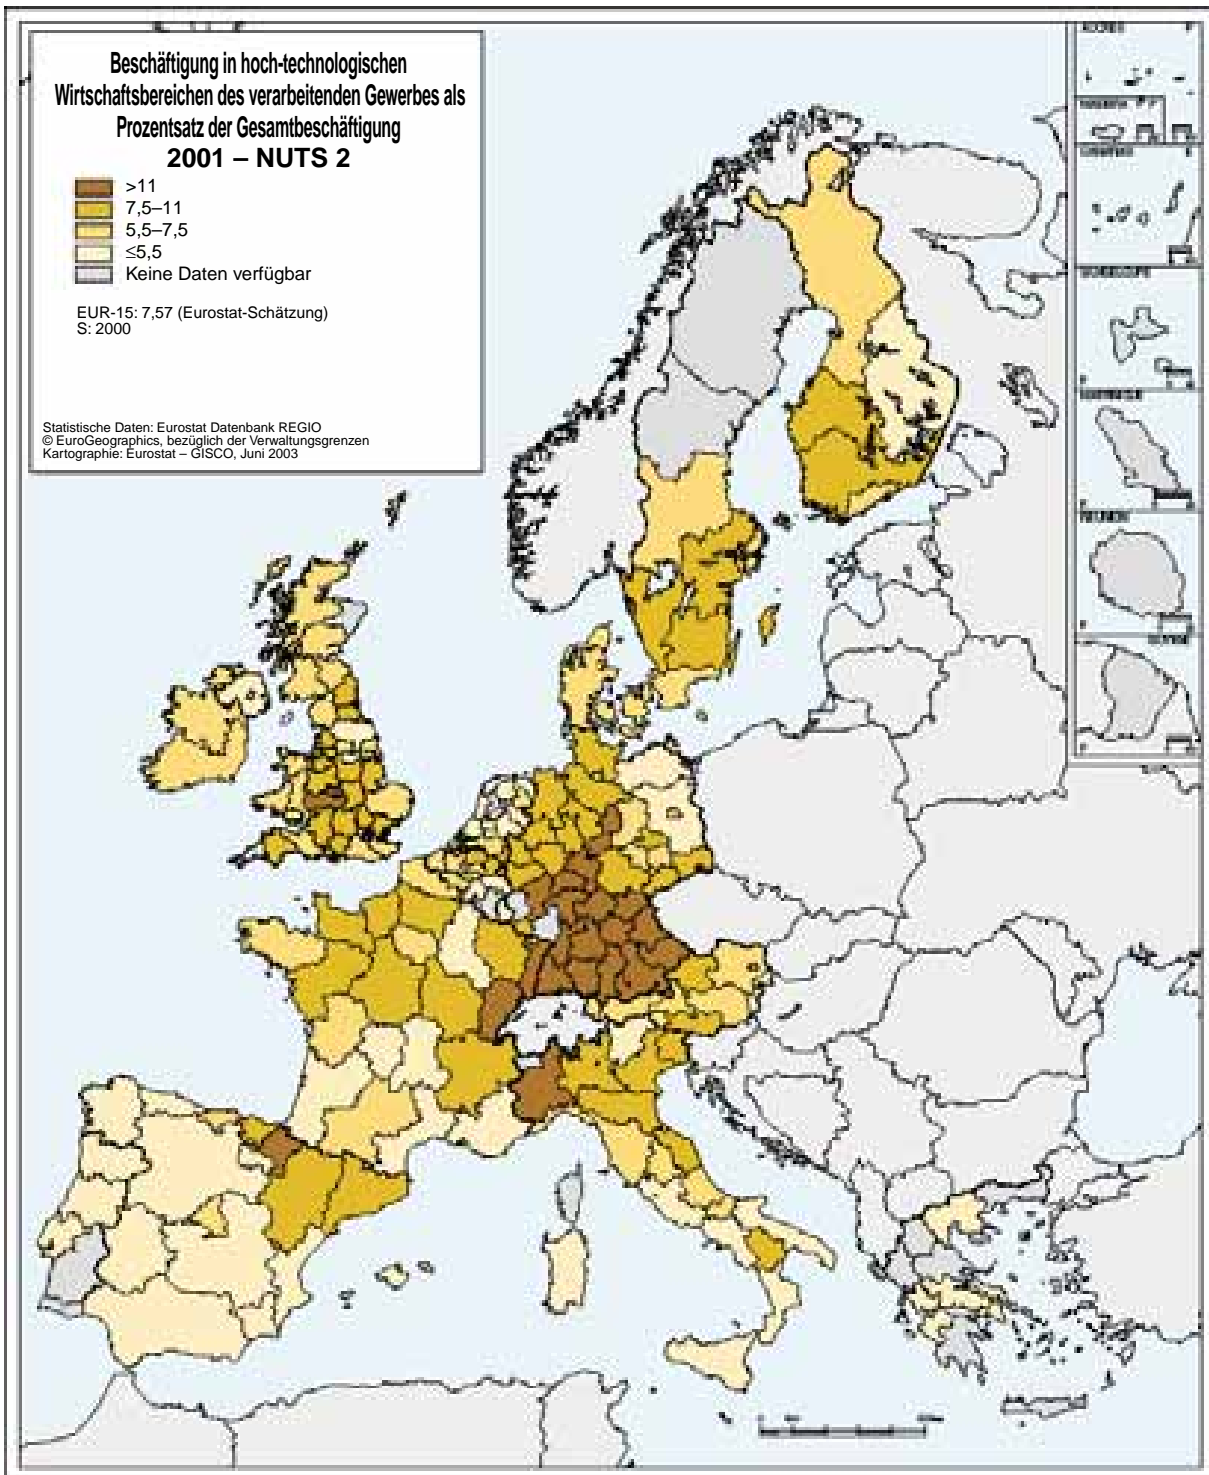 Beschäftigung in hoch-technologischen
Wirtschaftsbereichen des verarbeitenden Gewerbes als
Prozentsatz der Gesamtbeschäftigung
2001 – NUTS 2
>11
7,5–11
5,5–7,5
≤5,5
Keine Daten verfügbar
EUR-15: 7,57 (Eurostat-Schätzung)
S: 2000
Statistische Daten: Eurostat Datenbank REGIO
© EuroGeographics, bezüglich der Verwaltungsgrenzen
Kartographie: Eurostat – GISCO, Juni 2003